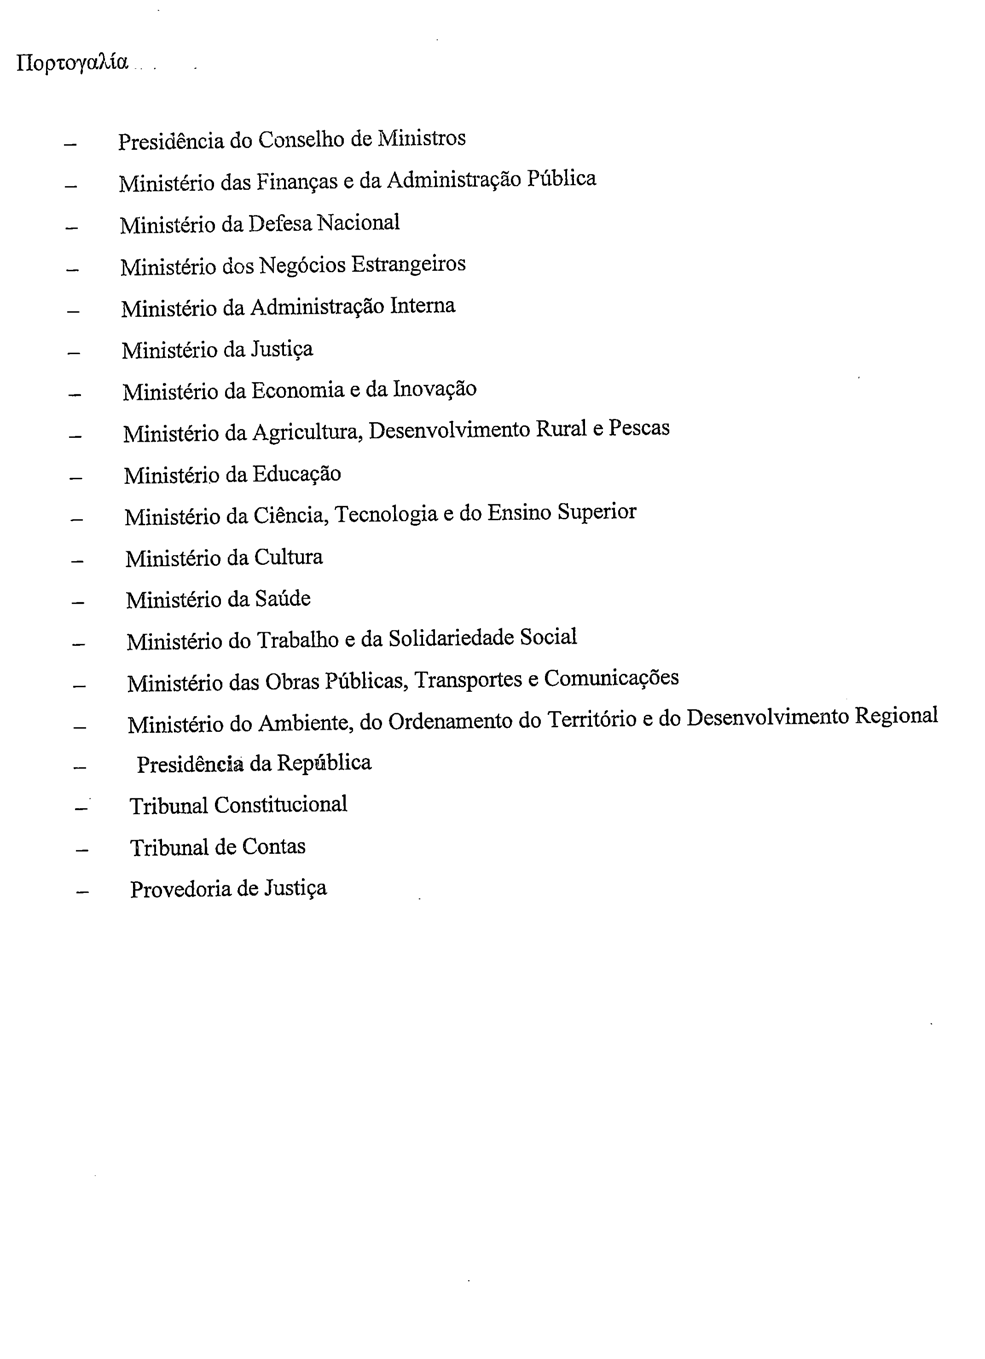 Πορτογαλία
– Presidência do Conselho de Ministros
– Ministério das Finanças e da Administração Pública
– Ministério da Defesa Nacional
– Ministério dos Negócios Estrangeiros
– Ministério da Administração Interna
– Ministério da Justiça
– Ministério da Economia e da Inovação
– Ministério da Agricultura, Desenvolvimento Rural e Pescas
– Ministério da Educação
– Ministério da Ciência, Tecnologia e do Ensino Superior
– Ministério da Cultura
– Ministério da Saúde
– Ministério do Trabalho e da Solidariedade Social
– Ministério das Obras Públicas, Transportes e Comunicações
– Ministério do Ambiente, do Ordenamento do Território e do Desenvolvimento Regional
– Presidência da República
– Tribunal Constitucional
– Tribunal de Contas
– Provedoria de Justiça